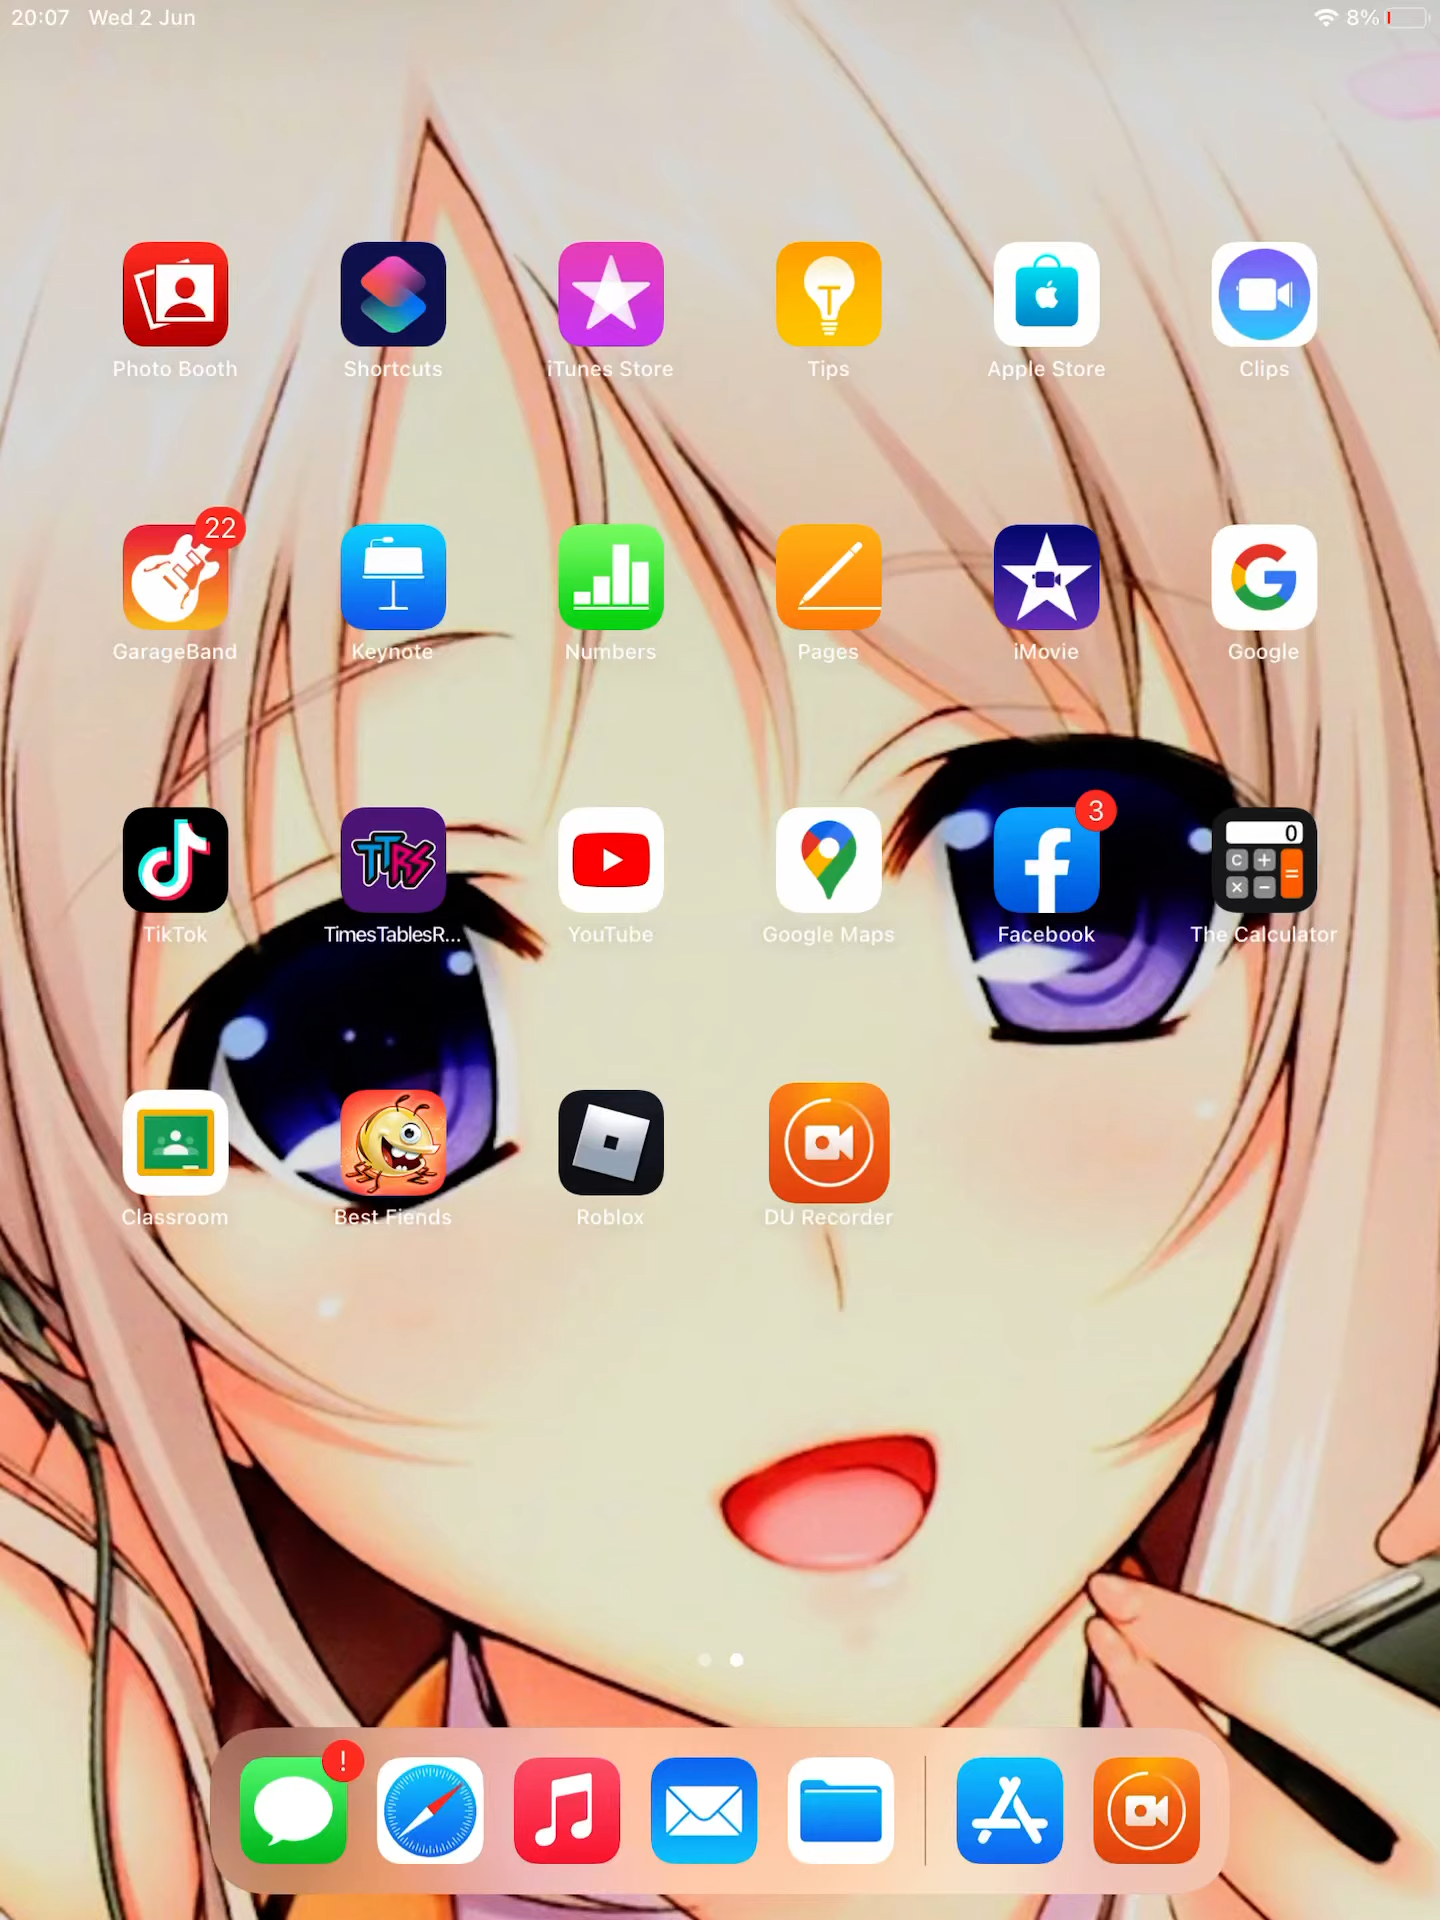 20:07 Wed 2 Jun 8%
Photo Booth Shortcuts iTunes Store Tips Apple Store Clips
22
GarageBand Keynote Numbers Pages iMovie Google
3
TTRS
0
C +
× − =
TikTok TimesTablesR... YouTube Google Maps Facebook The Calculator
Classroom Best Fiends Roblox DU Recorder
!